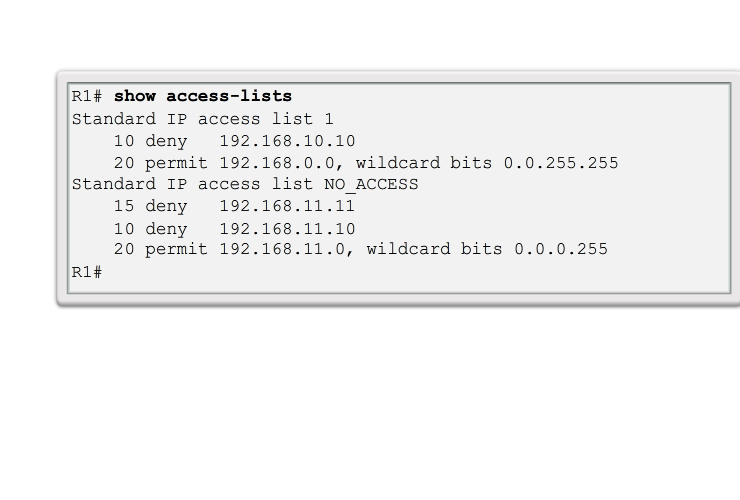 R1# show access-lists
Standard IP access list 1
    10 deny   192.168.10.10
    20 permit 192.168.0.0, wildcard bits 0.0.255.255
Standard IP access list NO_ACCESS
    15 deny   192.168.11.11
    10 deny   192.168.11.10
    20 permit 192.168.11.0, wildcard bits 0.0.0.255
R1#